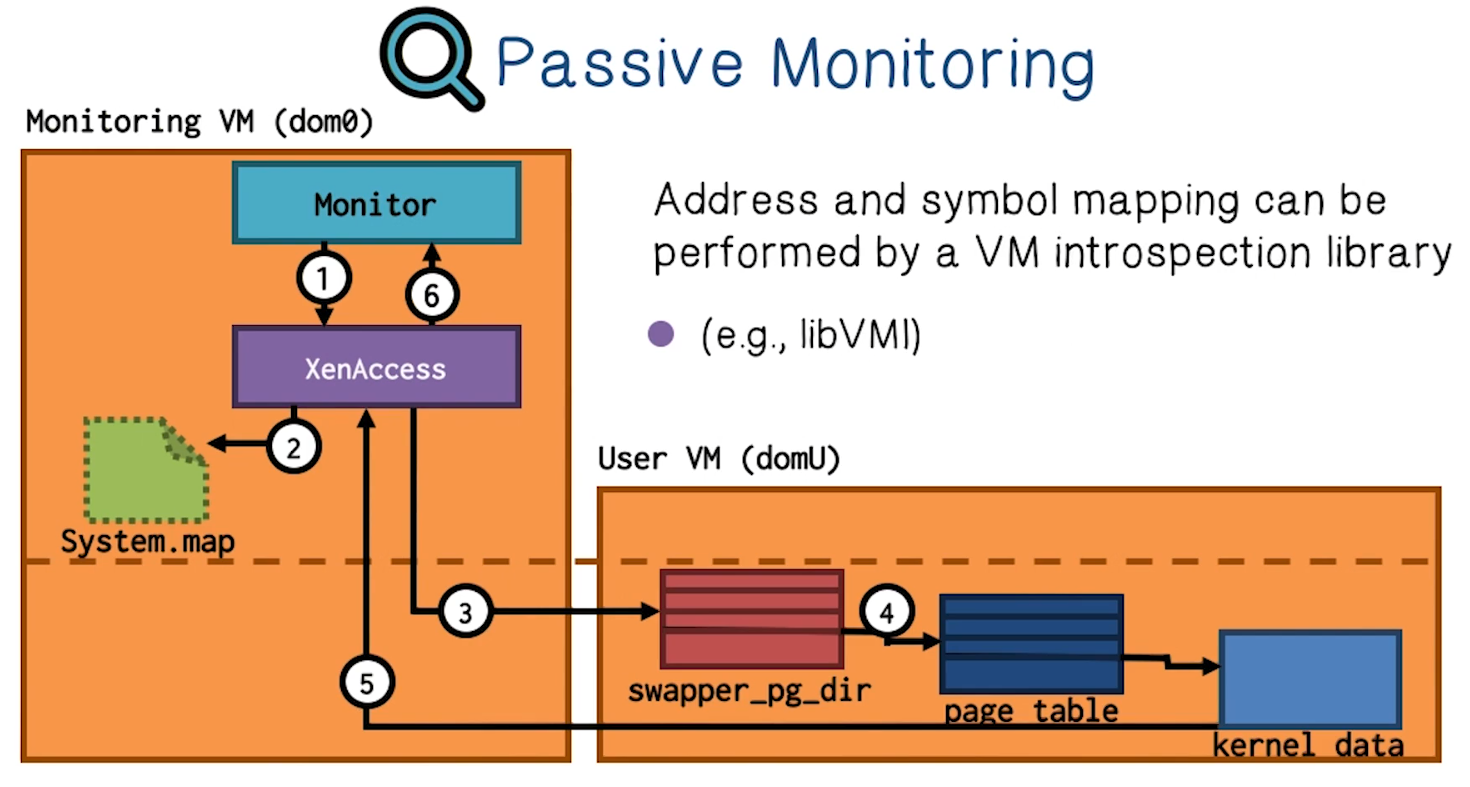 Passive Monitoring
Monitoring VM (dom0)
Monitor
Address and symbol mapping can be
performed by a VM introspection library
(e.g., libVMI)
1
6
XenAccess
2
System.map
User VM (domU)
3
4
5
swapper_pg_dir
page table
kernel data